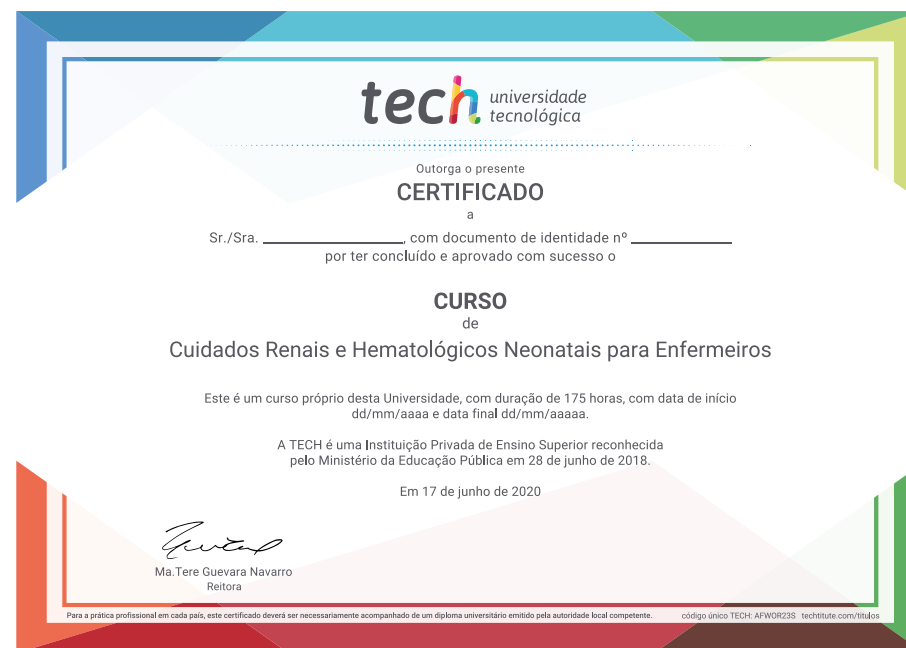 tech universidade
tecnológica
Outorga o presente
CERTIFICADO
a
Sr./Sra. ______________, com documento de identidade nº __________
por ter concluído e aprovado com sucesso o
CURSO
de
Cuidados Renais e Hematológicos Neonatais para Enfermeiros
Este é um curso próprio desta Universidade, com duração de 175 horas, com data de início
dd/mm/aaaa e data final dd/mm/aaaaa.
A TECH é uma Instituição Privada de Ensino Superior reconhecida
pelo Ministério da Educação Pública em 28 de junho de 2018.
Em 17 de junho de 2020
Ma.Tere Guevara Navarro
Reitora
Para a prática profissional em cada país, este certificado deverá ser necessariamente acompanhado de um diploma universitário emitido pela autoridade local competente. código único TECH: AFWOR23S techtitute.com/titulos